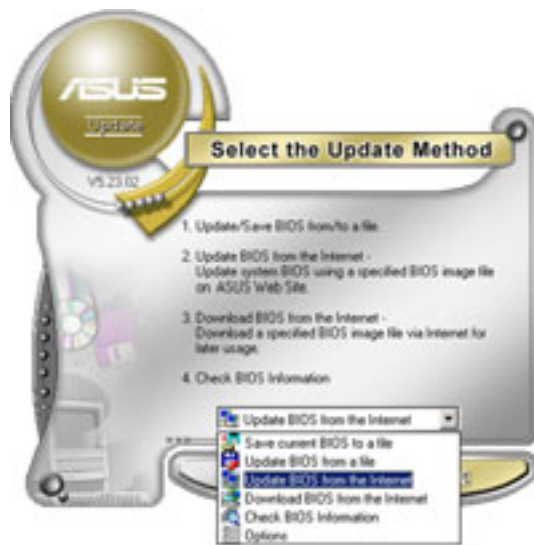 ASUS
Update
V5.23.02
Select the Update Method
1. Update/Save BIOS from/to a file.
2. Update BIOS from the Internet -
Update system BIOS using a specified BIOS image file
on ASUS Web Site.
3. Download BIOS from the Internet -
Download a specified BIOS image file via Internet for
later usage.
4. Check BIOS Information
Update BIOS from the Internet
Save current BIOS to a file
Update BIOS from a file
Update BIOS from the Internet
Download BIOS from the Internet
Check BIOS Information
Options